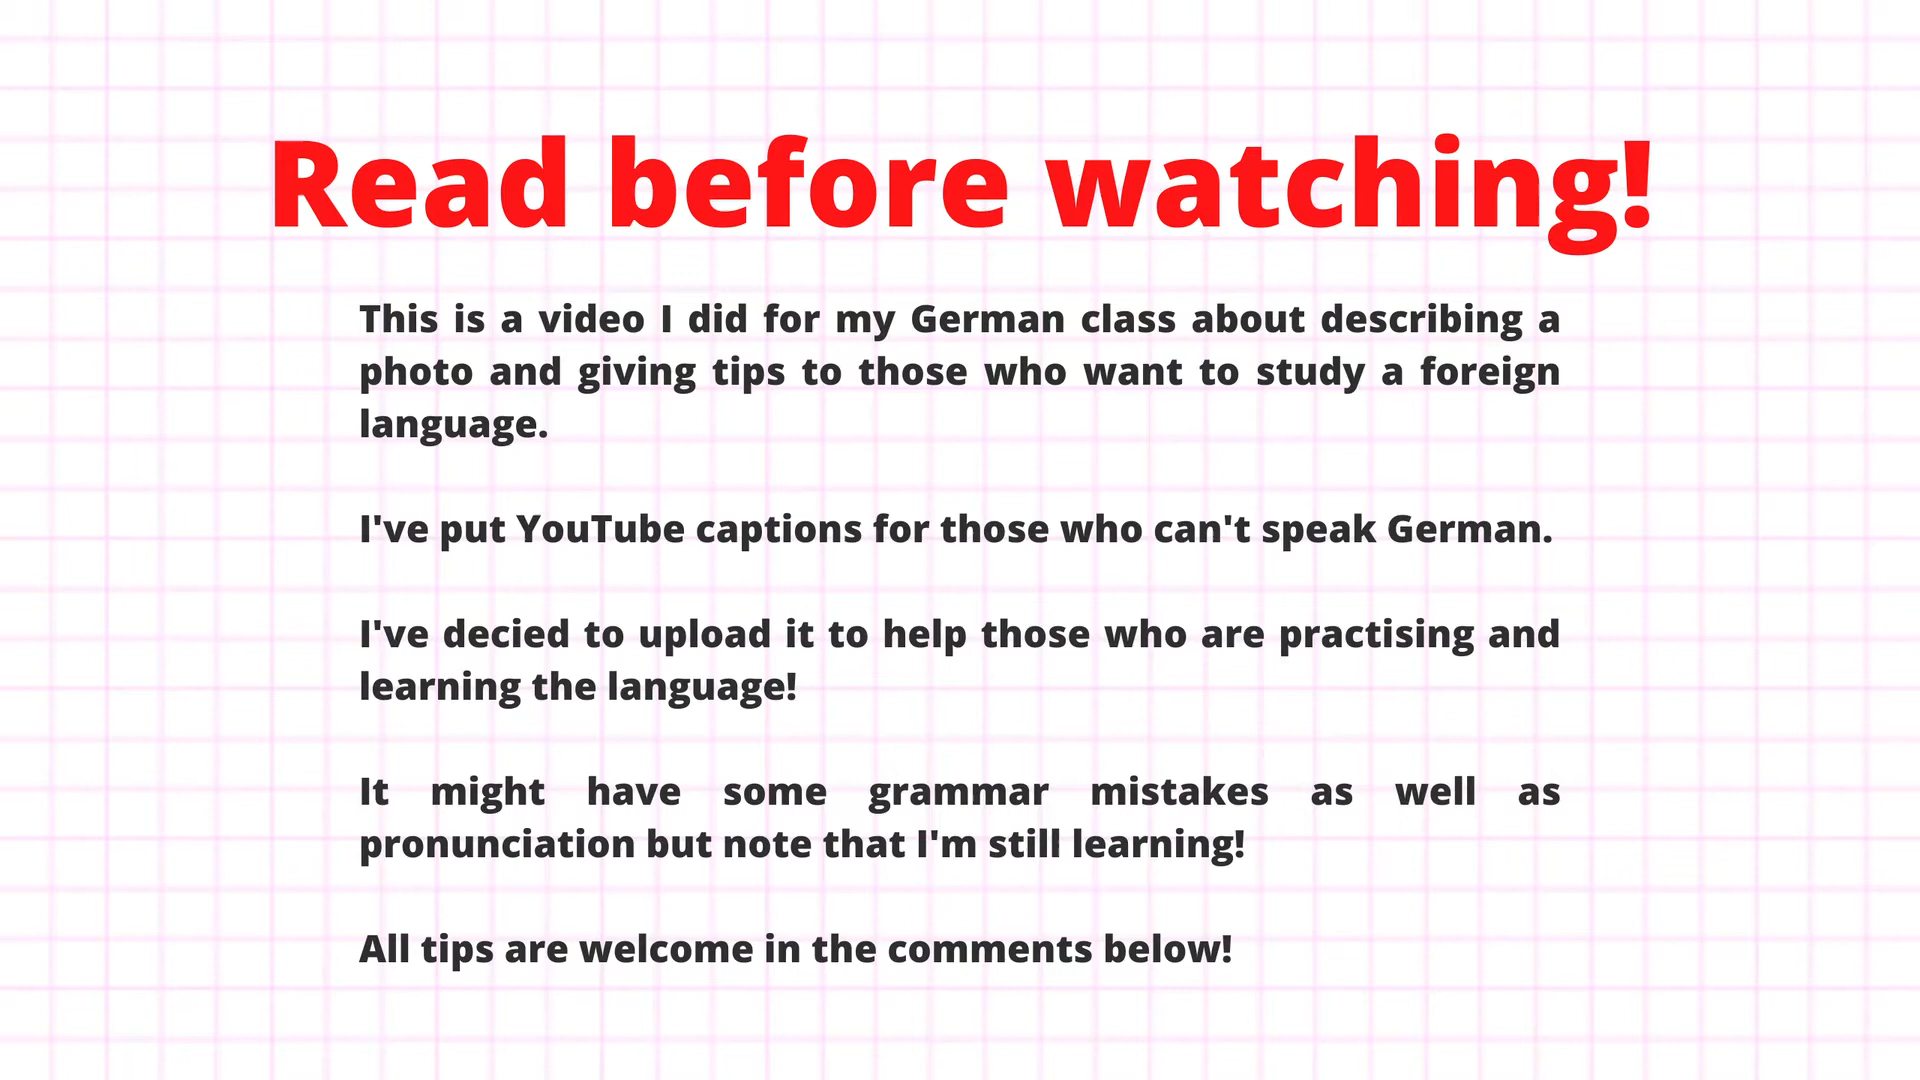 Read before watching!
This is a video I did for my German class about describing a
photo and giving tips to those who want to study a foreign
language.
I've put YouTube captions for those who can't speak German.
I've decied to upload it to help those who are practising and
learning the language!
It might have some grammar mistakes as well as
pronunciation but note that I'm still learning!
All tips are welcome in the comments below!